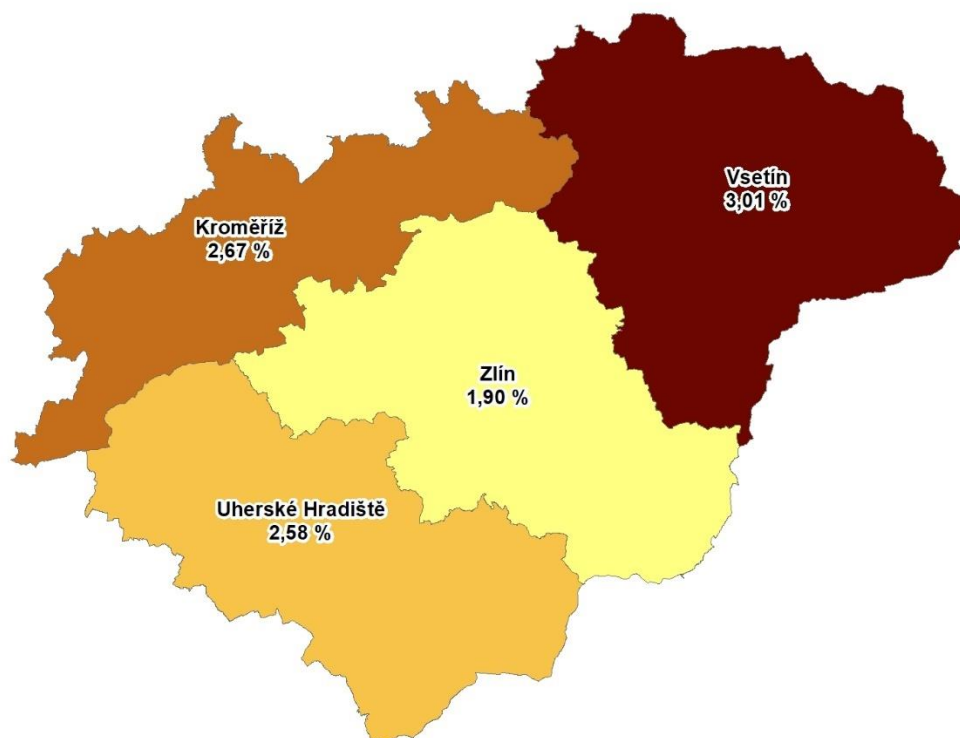 Vsetín
3,01 %
Kroměříž
2,67 %
Zlín
1,90 %
Uherské Hradiště
2,58 %